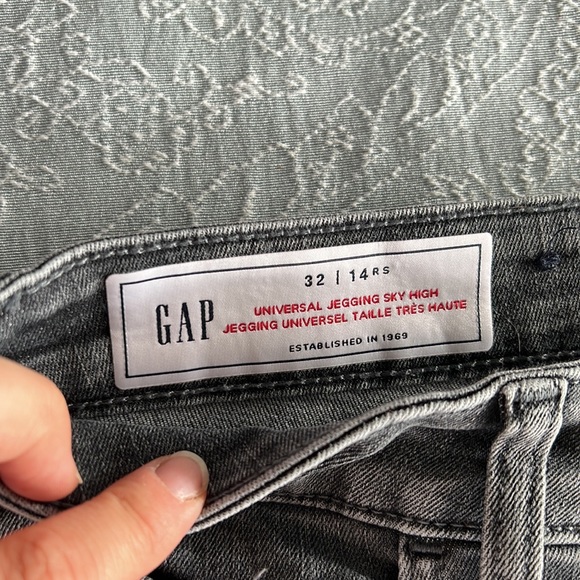 32 | 14RS
GAP
UNIVERSAL JEGGING SKY HIGH
JEGGING UNIVERSEL TAILLE TRÈS HAUTE
ESTABLISHED IN 1969